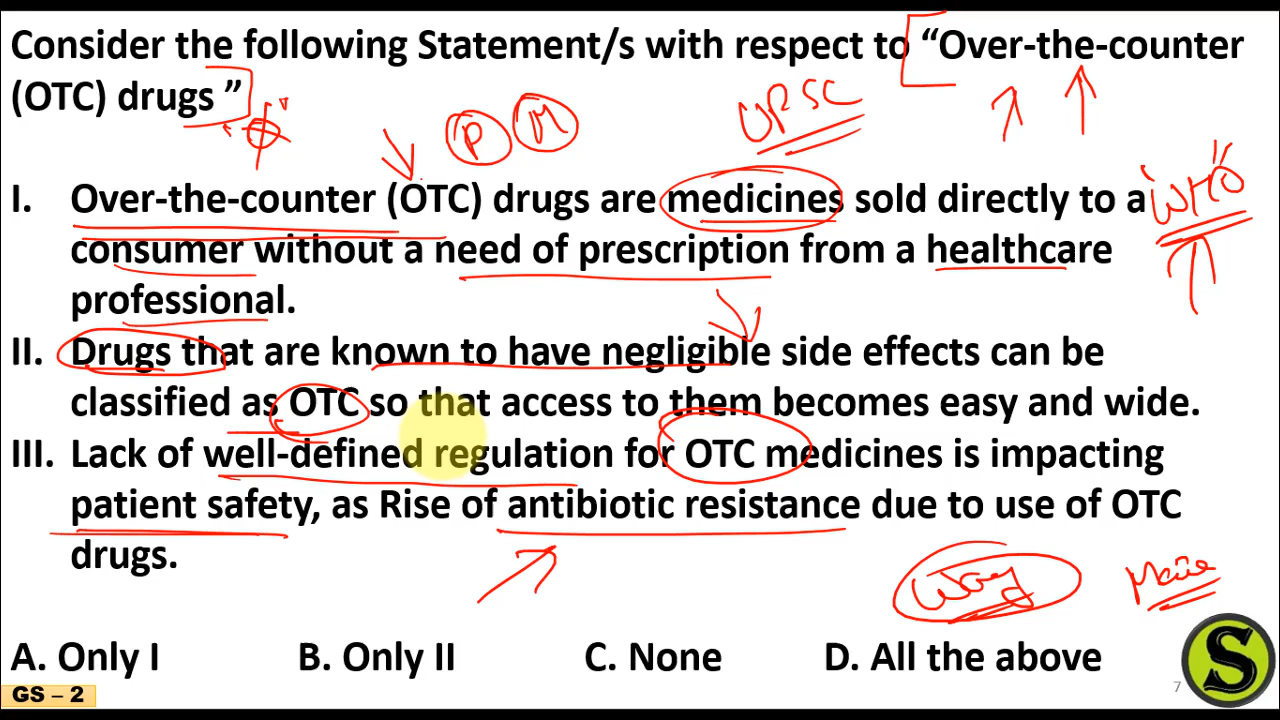 Consider the following Statement/s with respect to “Over-the-counter
(OTC) drugs ”
P M
UPSC
I. Over-the-counter (OTC) drugs are medicines sold directly to a
WHO
consumer without a need of prescription from a healthcare
professional.
II. Drugs that are known to have negligible side effects can be
classified as OTC so that access to them becomes easy and wide.
III. Lack of well-defined regulation for OTC medicines is impacting
patient safety, as Rise of antibiotic resistance due to use of OTC
drugs.
A. Only I B. Only II C. None D. All the above
GS – 2
7
S